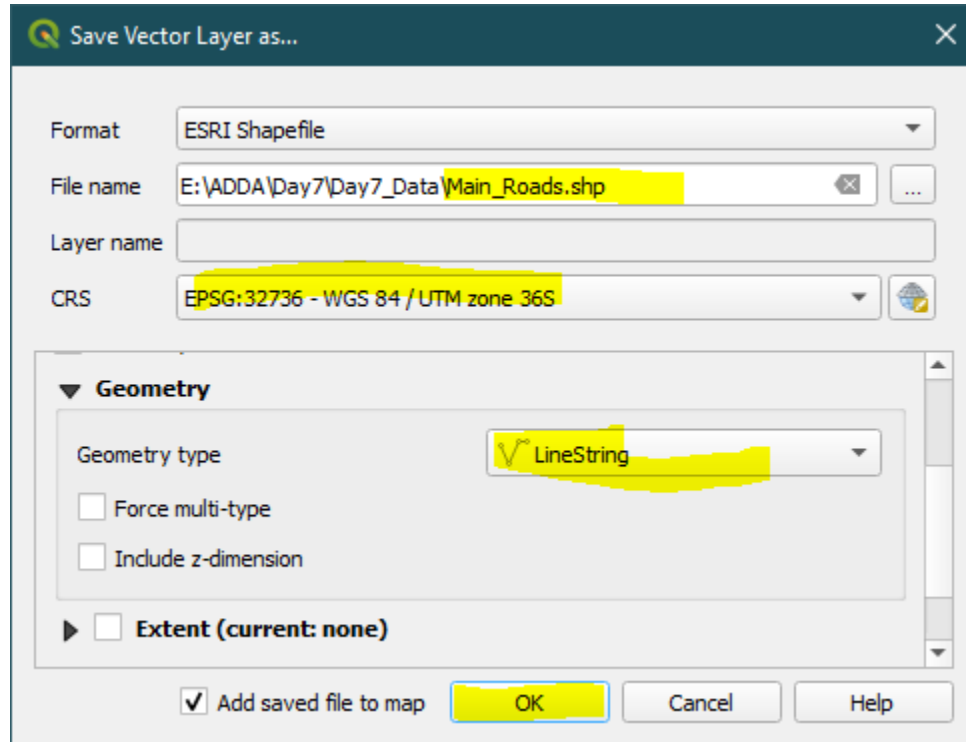 Save Vector Layer as...
Format ESRI Shapefile
File name E:\ADDA\Day7\Day7_Data\Main_Roads.shp ...
Layer name
CRS EPSG:32736 - WGS 84 / UTM zone 36S
Geometry
Geometry type LineString
Force multi-type
Include z-dimension
Extent (current: none)
Add saved file to map OK Cancel Help